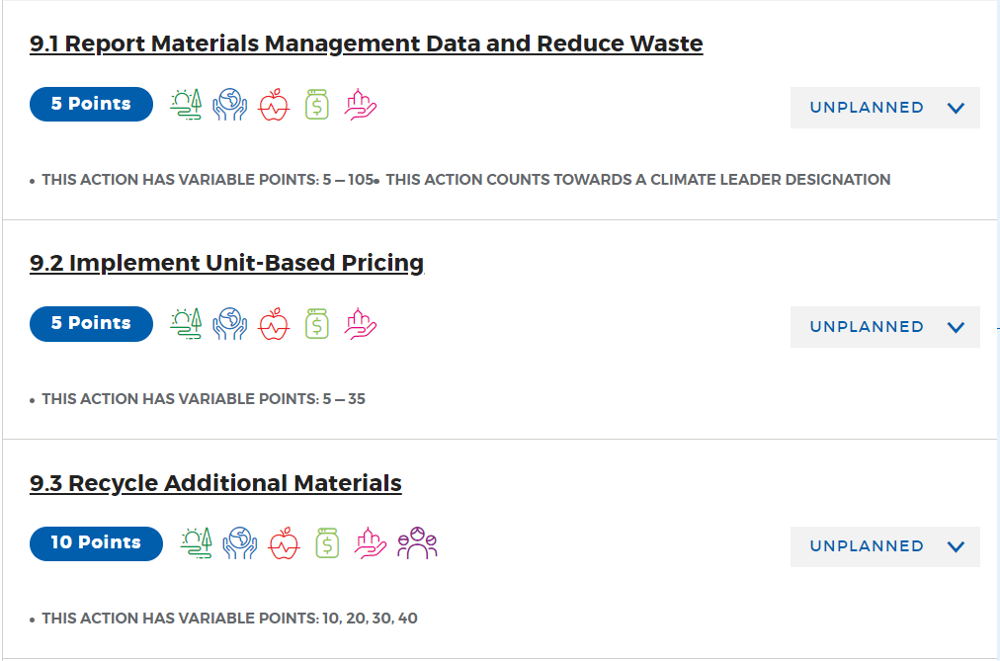 9.1 Report Materials Management Data and Reduce Waste
5 Points
UNPLANNED
• THIS ACTION HAS VARIABLE POINTS: 5 – 105• THIS ACTION COUNTS TOWARDS A CLIMATE LEADER DESIGNATION
9.2 Implement Unit-Based Pricing
5 Points
UNPLANNED
• THIS ACTION HAS VARIABLE POINTS: 5 – 35
9.3 Recycle Additional Materials
10 Points
UNPLANNED
• THIS ACTION HAS VARIABLE POINTS: 10, 20, 30, 40